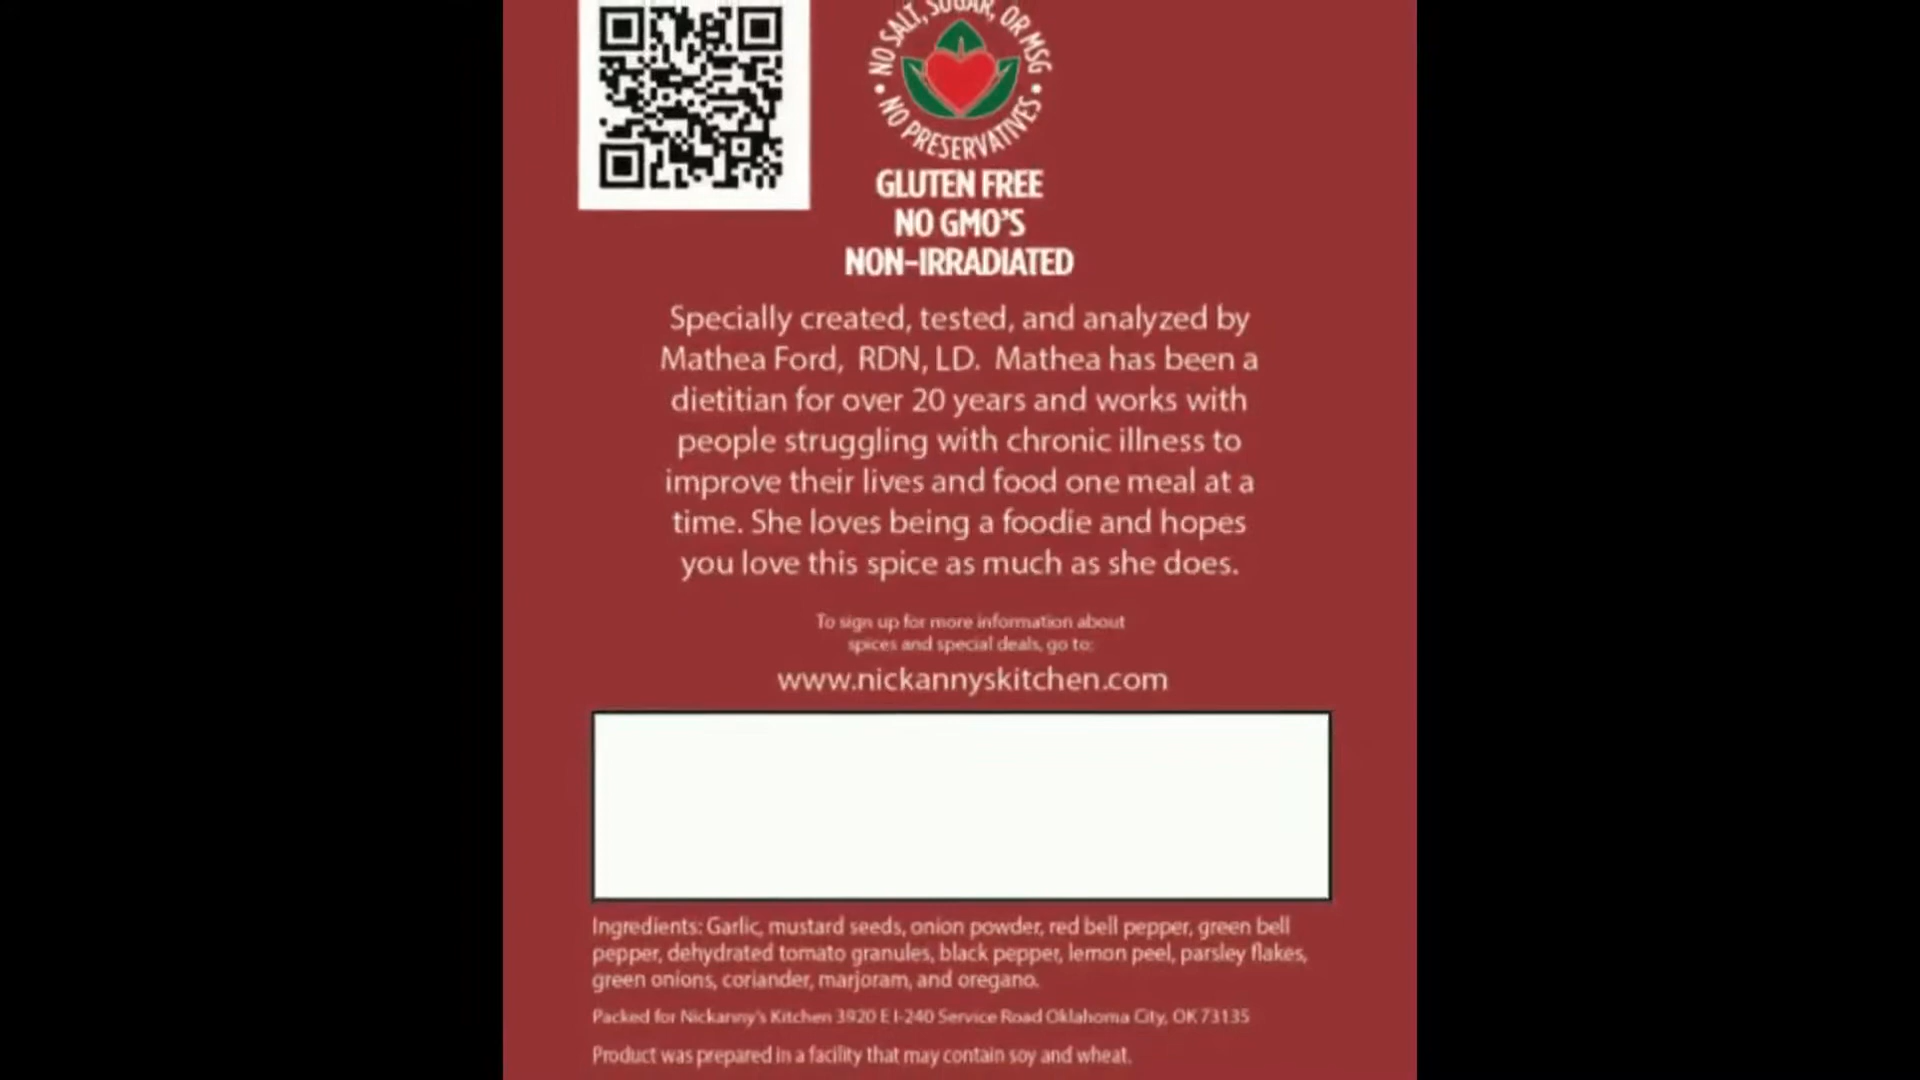 NO SALT, SUGAR, OR MSG
• NO PRESERVATIVES •
GLUTEN FREE
NO GMO'S
NON-IRRADIATED
Specially created, tested, and analyzed by
Mathea Ford, RDN, LD. Mathea has been a
dietitian for over 20 years and works with
people struggling with chronic illness to
improve their lives and food one meal at a
time. She loves being a foodie and hopes
you love this spice as much as she does.
To sign up for more information about
spices and special deals, go to:
www.nickannyskitchen.com
Ingredients: Garlic, mustard seeds, onion powder, red bell pepper, green bell
pepper, dehydrated tomato granules, black pepper, lemon peel, parsley flakes,
green onions, coriander, marjoram, and oregano.
Packed for Nickanny's Kitchen 3920 E I-240 Service Road Oklahoma City, OK 73135
Product was prepared in a facility that may contain soy and wheat.